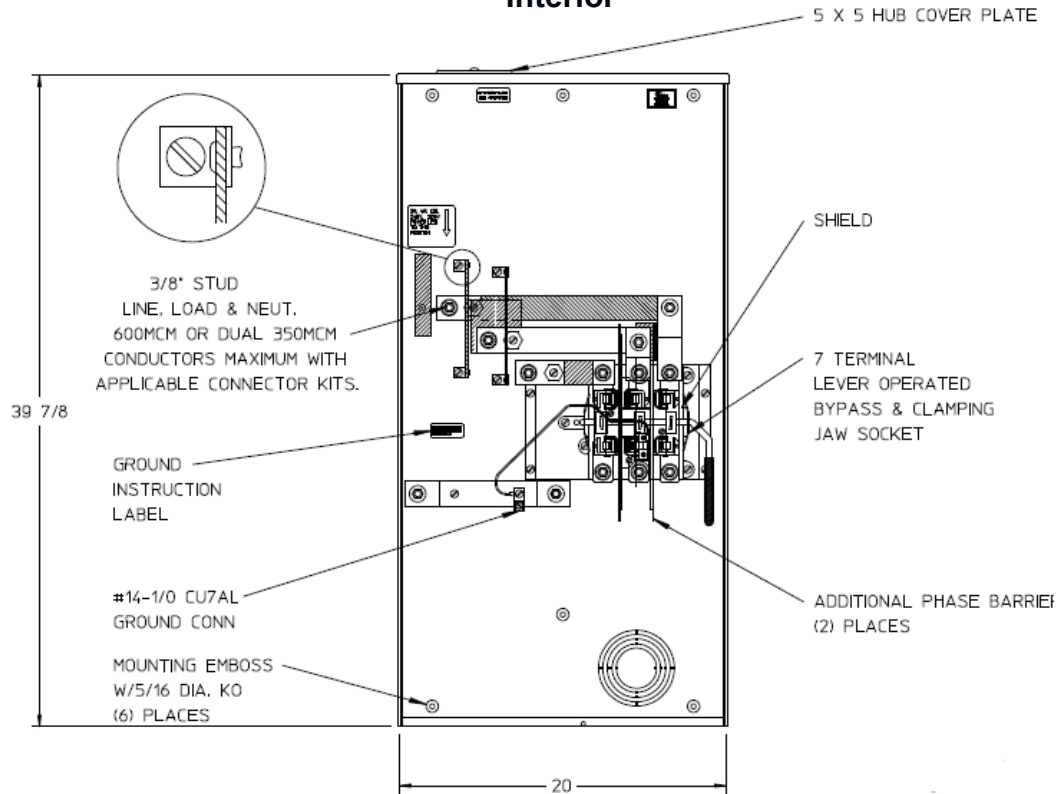 Interior
5 X 5 HUB COVER PLATE
SHIELD
3/8" STUD
LINE, LOAD & NEUT.
600MCM OR DUAL 350MCM
CONDUCTORS MAXIMUM WITH
APPLICABLE CONNECTOR KITS.
7 TERMINAL
LEVER OPERATED
BYPASS & CLAMPING
JAW SOCKET
39 7/8
GROUND
INSTRUCTION
LABEL
#14-1/0 CU7AL
GROUND CONN
ADDITIONAL PHASE BARRIER
(2) PLACES
MOUNTING EMBOSS
W/5/16 DIA. KO
(6) PLACES
20